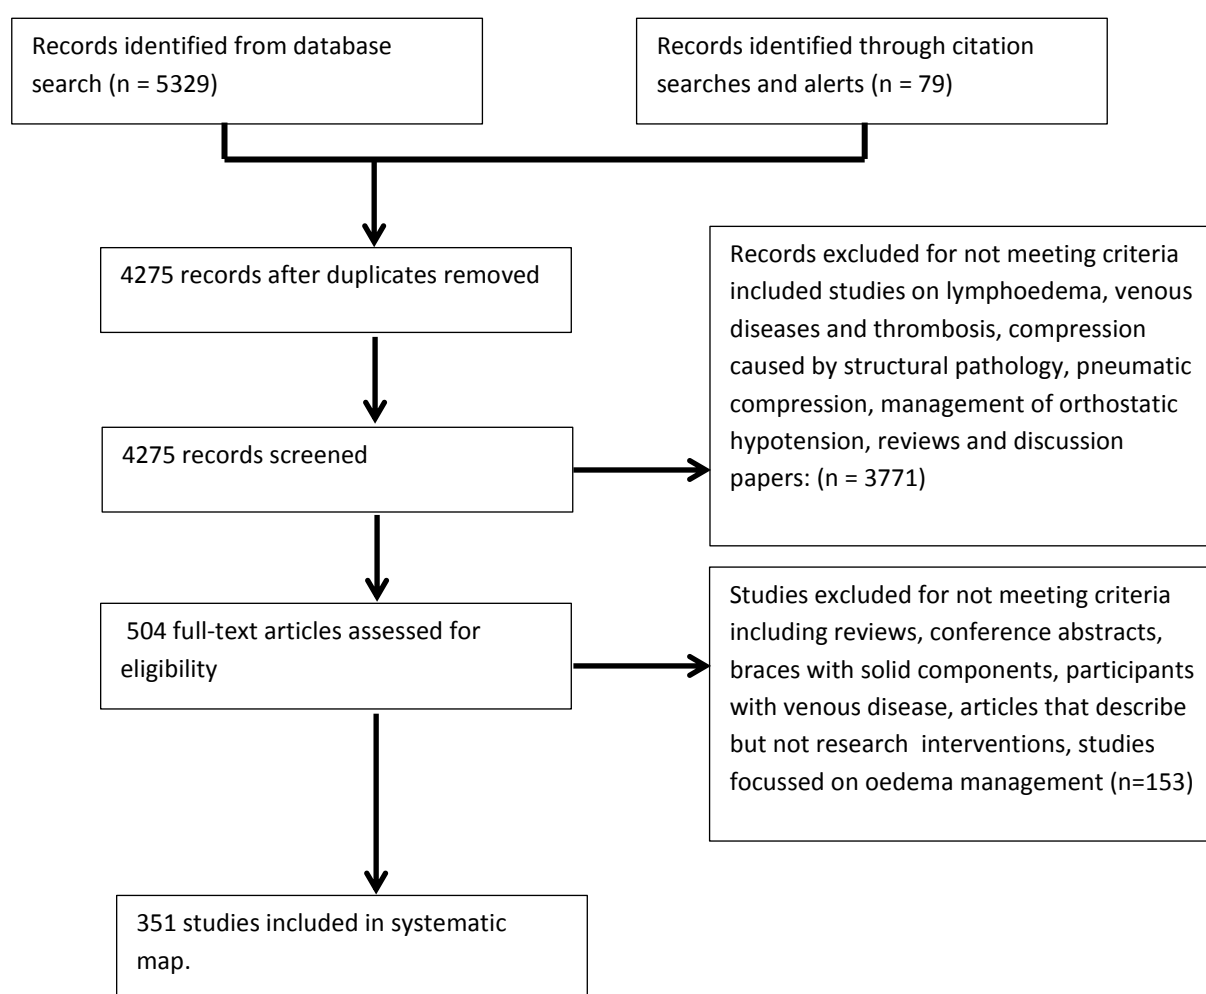 Records identified from database
search (n = 5329)
Records identified through citation
searches and alerts (n = 79)
4275 records after duplicates removed
Records excluded for not meeting criteria
included studies on lymphoedema, venous
diseases and thrombosis, compression
caused by structural pathology, pneumatic
compression, management of orthostatic
hypotension, reviews and discussion
papers: (n = 3771)
4275 records screened
504 full-text articles assessed for
eligibility
Studies excluded for not meeting criteria
including reviews, conference abstracts,
braces with solid components, participants
with venous disease, articles that describe
but not research interventions, studies
focussed on oedema management (n=153)
351 studies included in systematic
map.